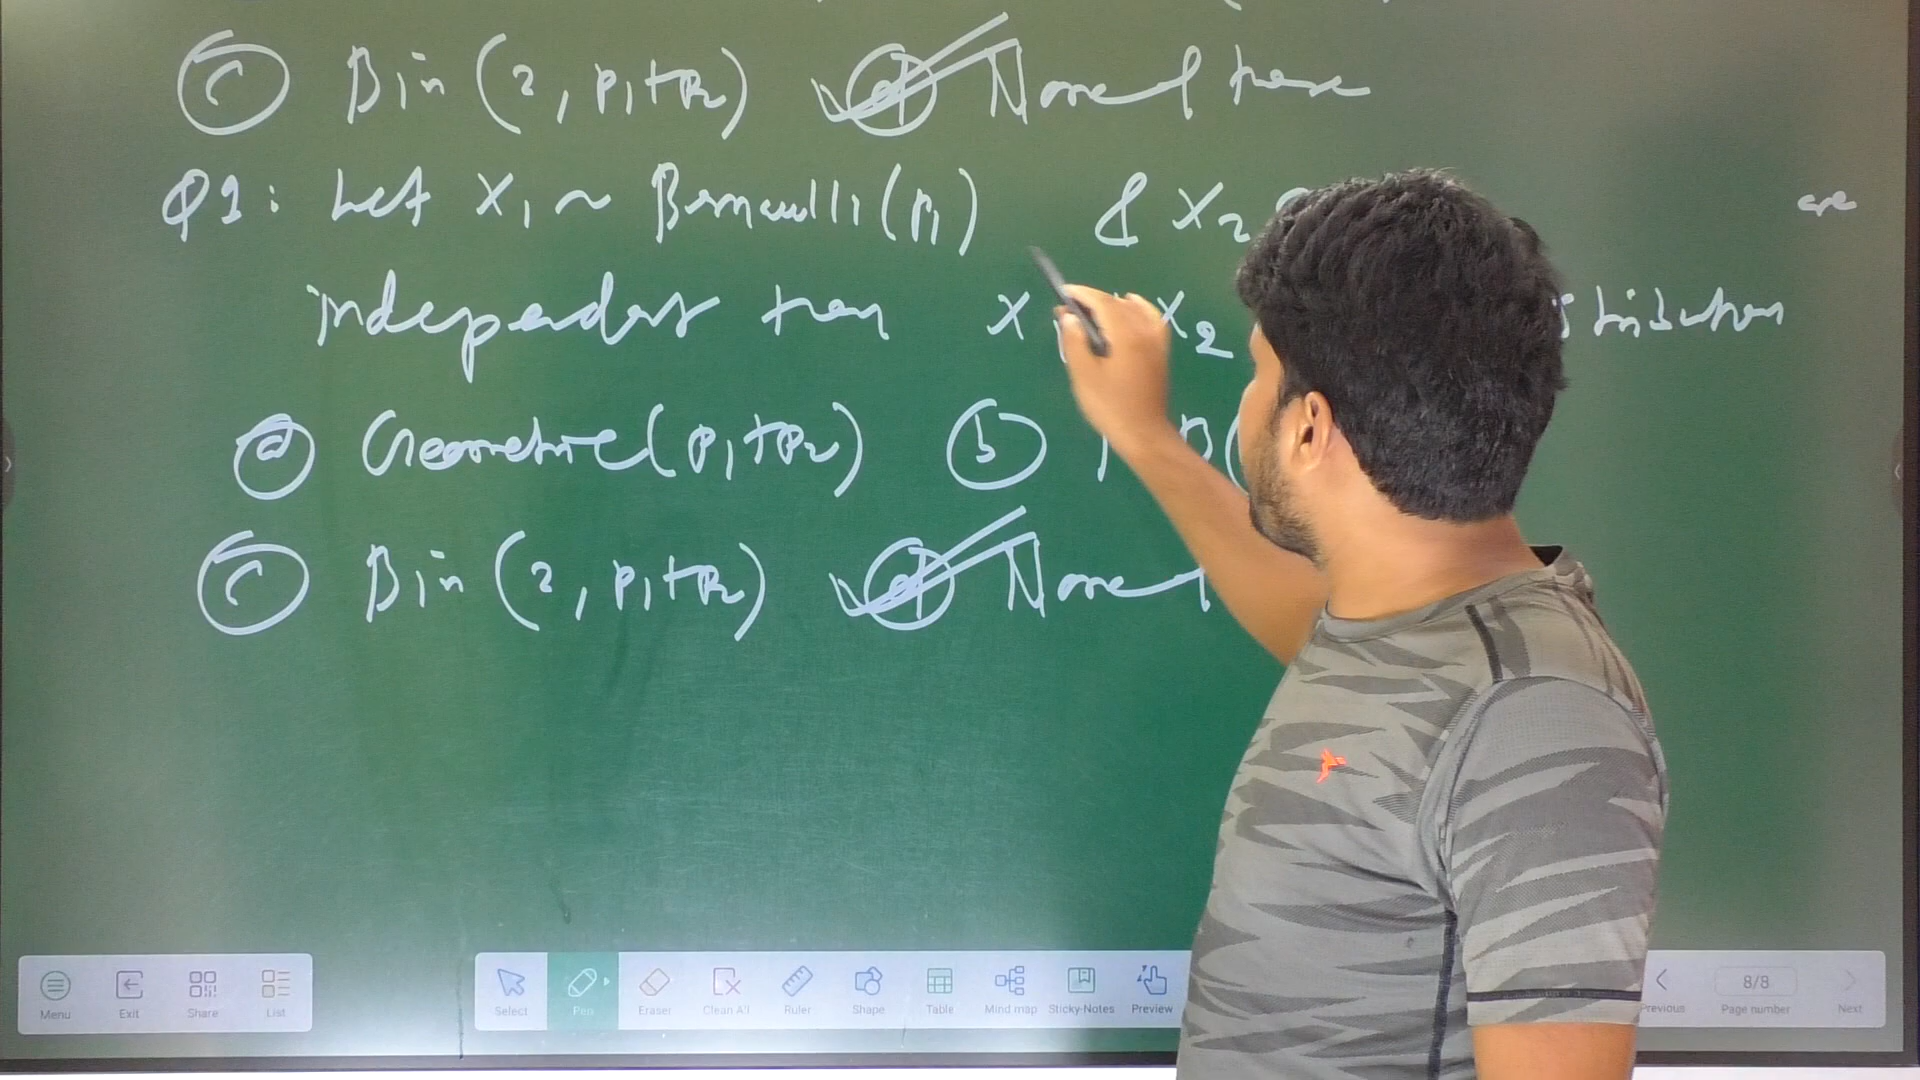 (c) Bin (2, p1+p2) (d) None of these
Q1: Let X1 ~ Bernoulli(p1) & X2 are
independent then X1 X2 distribution
(a) Geometric(p1+p2) (b)
(c) Bin (2, p1+p2) (d) None of
Menu Exit Share List Select Pen Eraser Clean All Ruler Shape Table Mind map Sticky-Notes Preview Previous 8/8 Page number Next